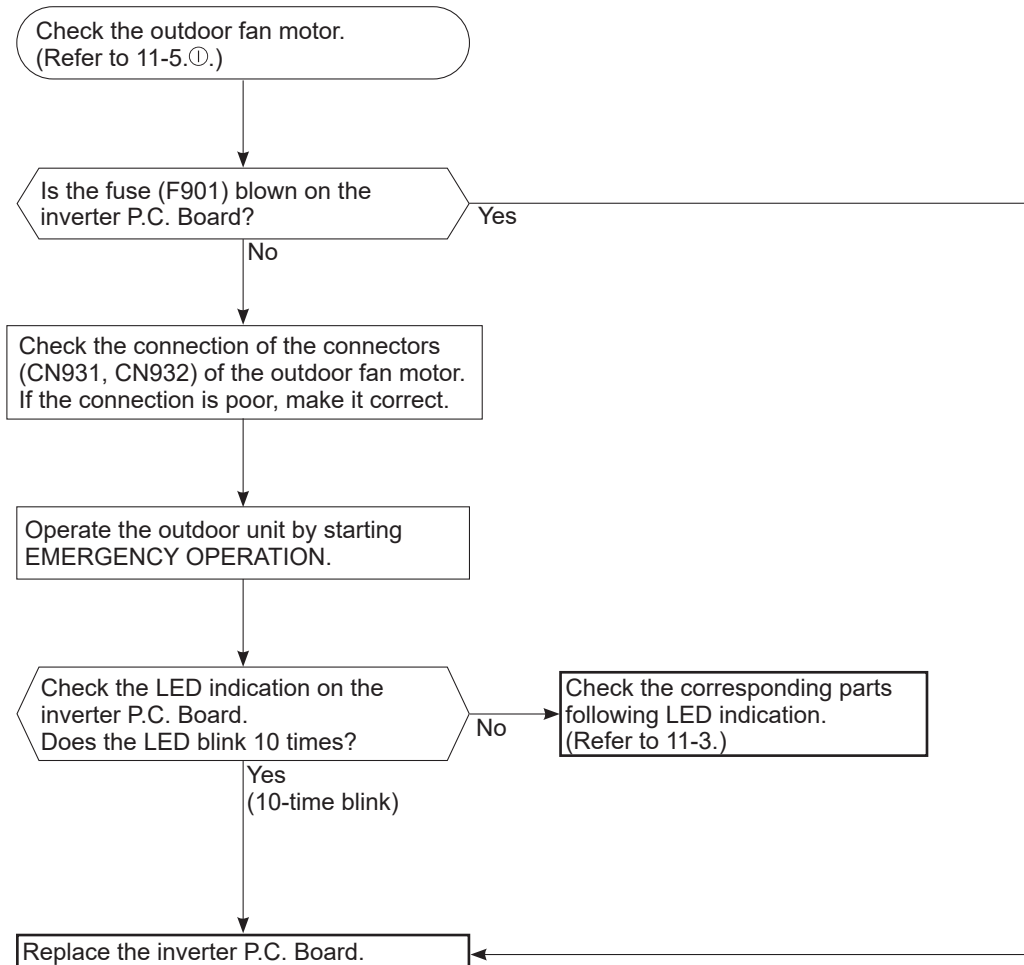 Check the outdoor fan motor.
(Refer to 11-5.Ⓘ.)
Is the fuse (F901) blown on the
inverter P.C. Board?
Yes
No
Check the connection of the connectors
(CN931, CN932) of the outdoor fan motor.
If the connection is poor, make it correct.
Operate the outdoor unit by starting
EMERGENCY OPERATION.
Check the LED indication on the
inverter P.C. Board.
Does the LED blink 10 times?
No
Check the corresponding parts
following LED indication.
(Refer to 11-3.)
Yes
(10-time blink)
Replace the inverter P.C. Board.